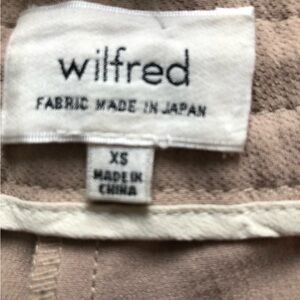 wilfred
FABRIC MADE IN JAPAN
XS
MADE IN
CHINA